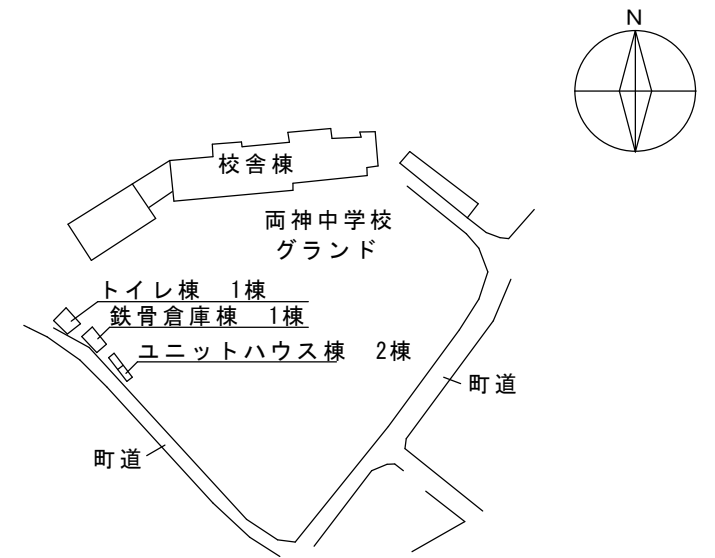 N
校舎棟
両神中学校
グランド
トイレ棟　1棟
鉄骨倉庫棟　1棟
ユニットハウス棟　2棟
町道
町道